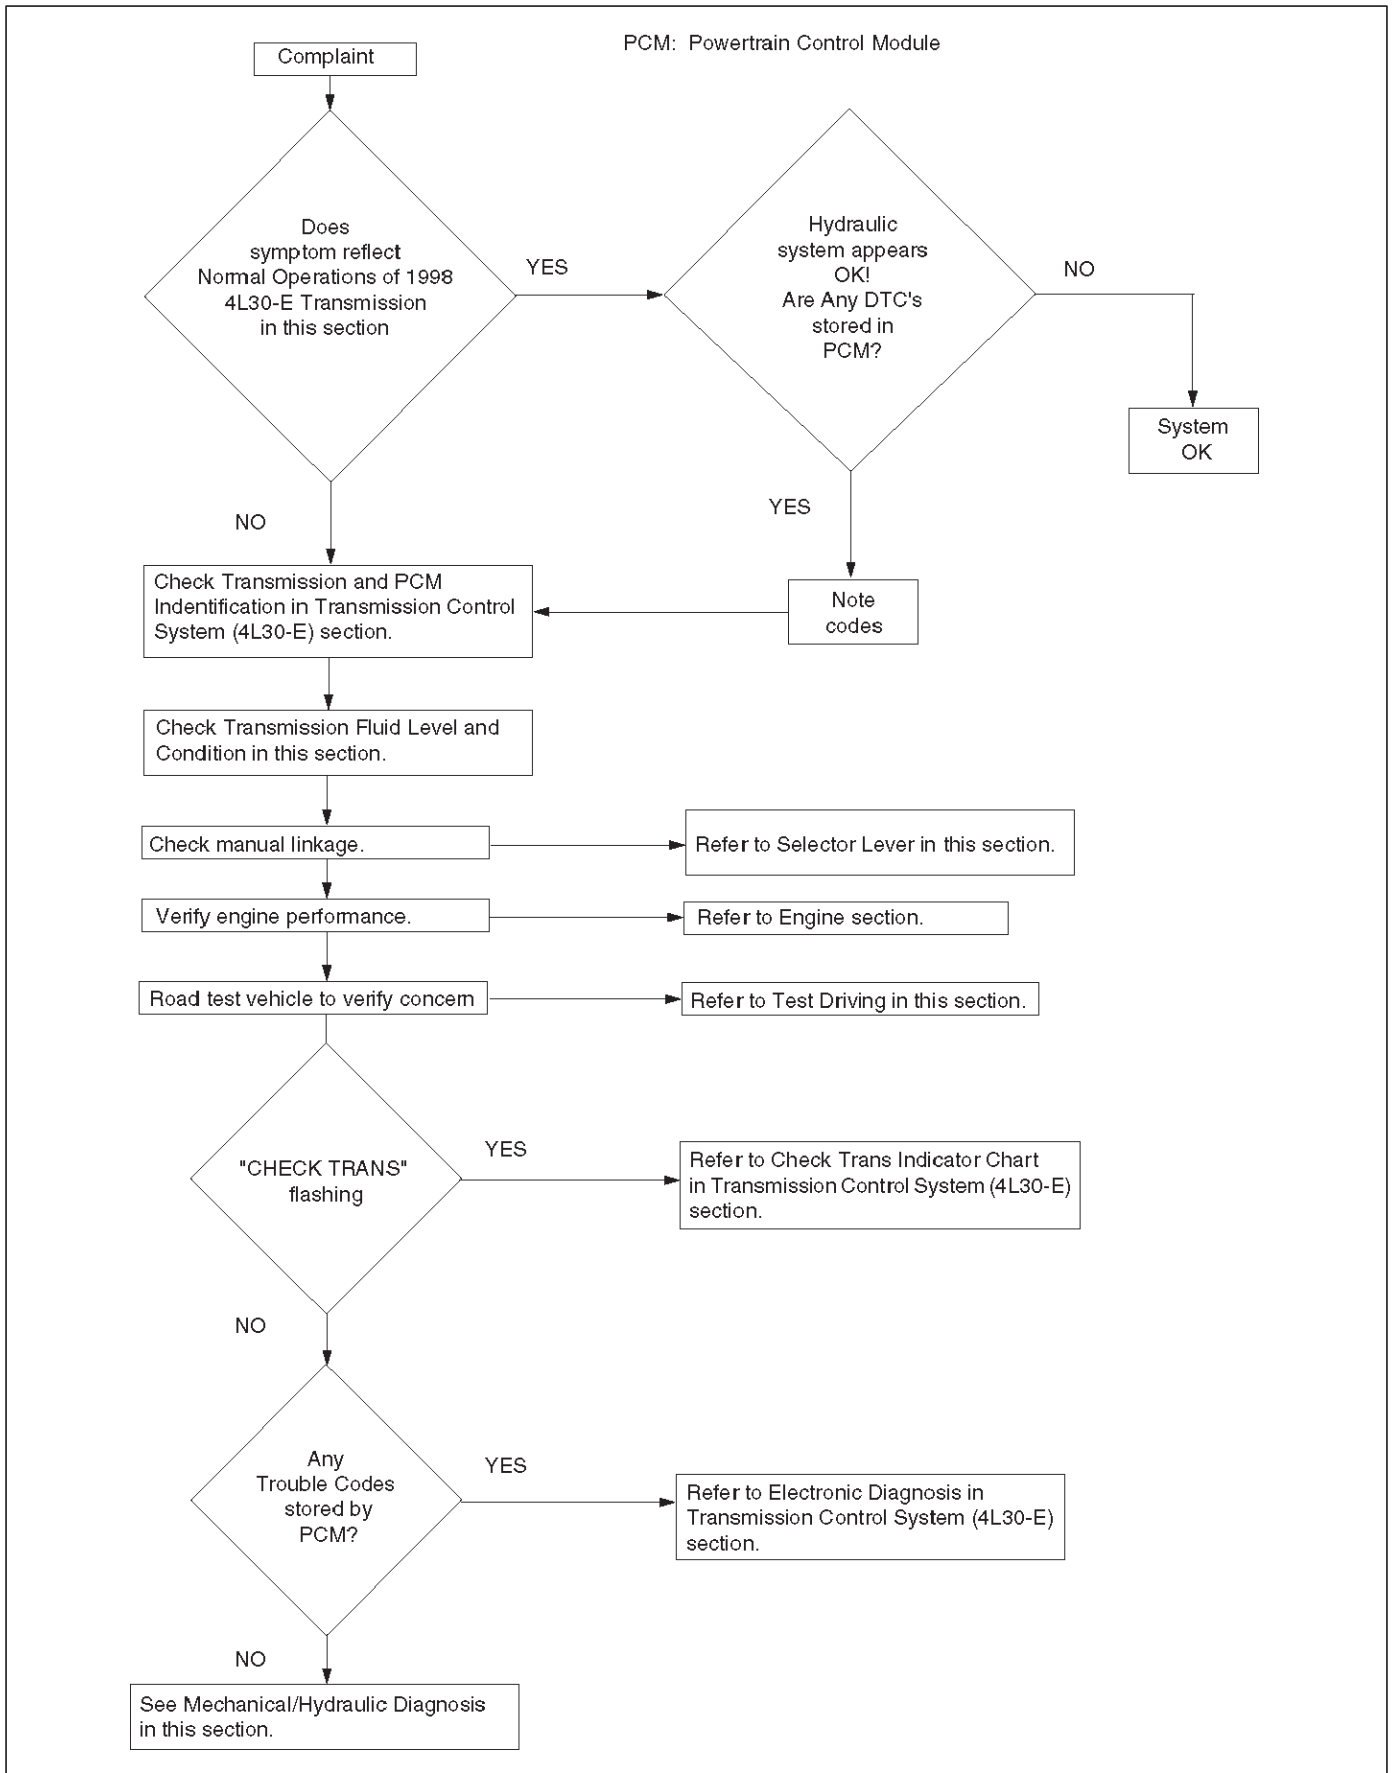 PCM: Powertrain Control Module
Complaint
Does
symptom reflect
Normal Operations of 1998
4L30-E Transmission
in this section
YES
Hydraulic
system appears
OK!
Are Any DTC's
stored in
PCM?
NO
System
OK
YES
Note
codes
NO
Check Transmission and PCM
Indentification in Transmission Control
System (4L30-E) section.
Check Transmission Fluid Level and
Condition in this section.
Check manual linkage.
Refer to Selector Lever in this section.
Verify engine performance.
Refer to Engine section.
Road test vehicle to verify concern
Refer to Test Driving in this section.
"CHECK TRANS"
flashing
YES
Refer to Check Trans Indicator Chart
in Transmission Control System (4L30-E)
section.
NO
Any
Trouble Codes
stored by
PCM?
YES
Refer to Electronic Diagnosis in
Transmission Control System (4L30-E)
section.
NO
See Mechanical/Hydraulic Diagnosis
in this section.